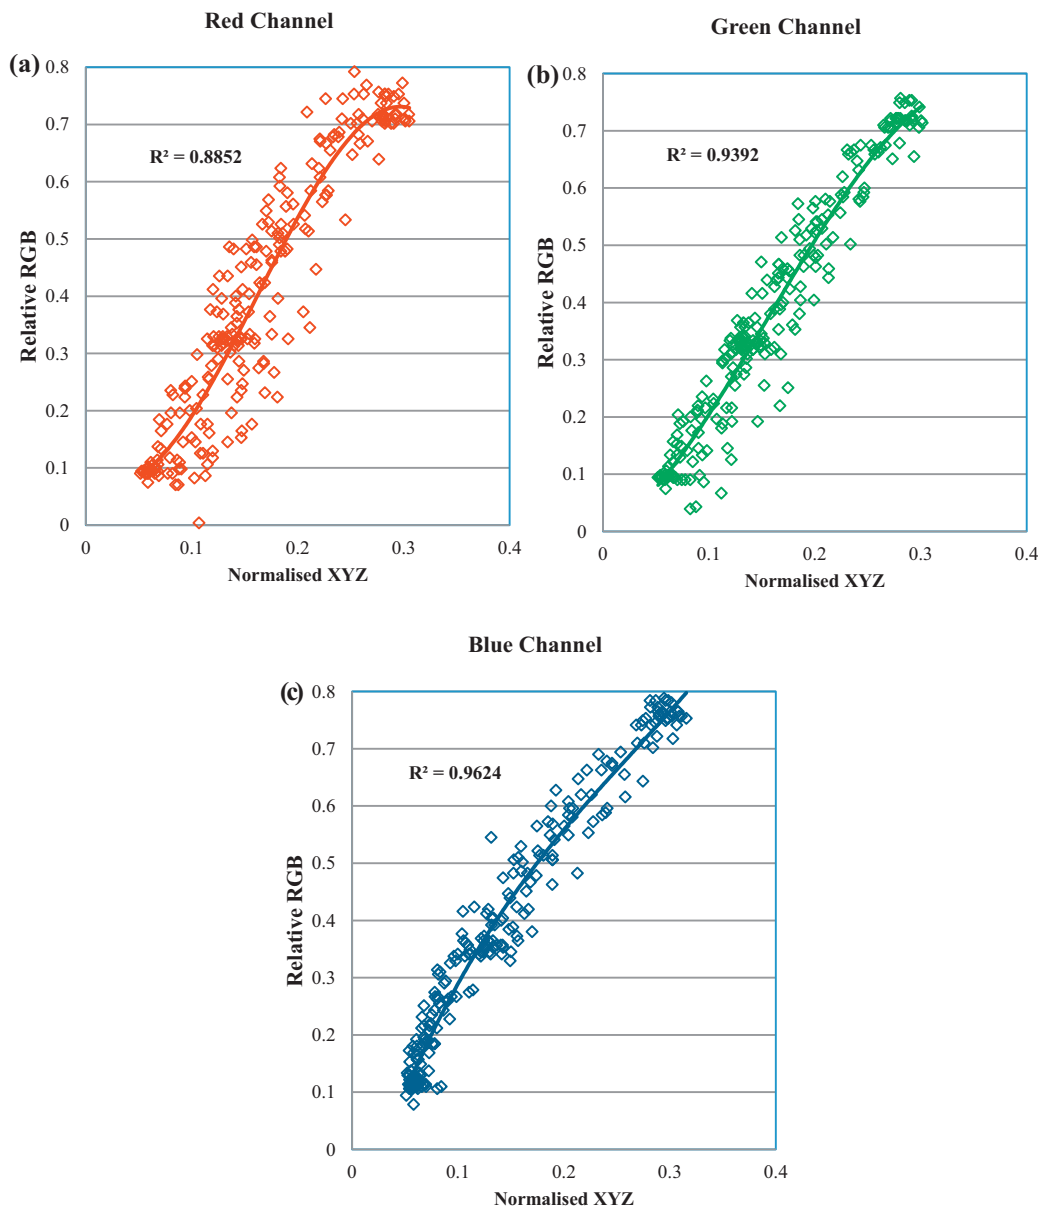 Red Channel
(a)
0.8
0.7
0.6
0.5
0.4
0.3
0.2
0.1
0
R² = 0.8852
Relative RGB
0
0.1
0.2
0.3
0.4
Normalised XYZ
Green Channel
(b)
0.8
0.7
0.6
0.5
0.4
0.3
0.2
0.1
0
R² = 0.9392
Relative RGB
0
0.1
0.2
0.3
0.4
Normalised XYZ
Blue Channel
(c)
0.8
0.7
0.6
0.5
0.4
0.3
0.2
0.1
0
R² = 0.9624
Relative RGB
0
0.1
0.2
0.3
0.4
Normalised XYZ